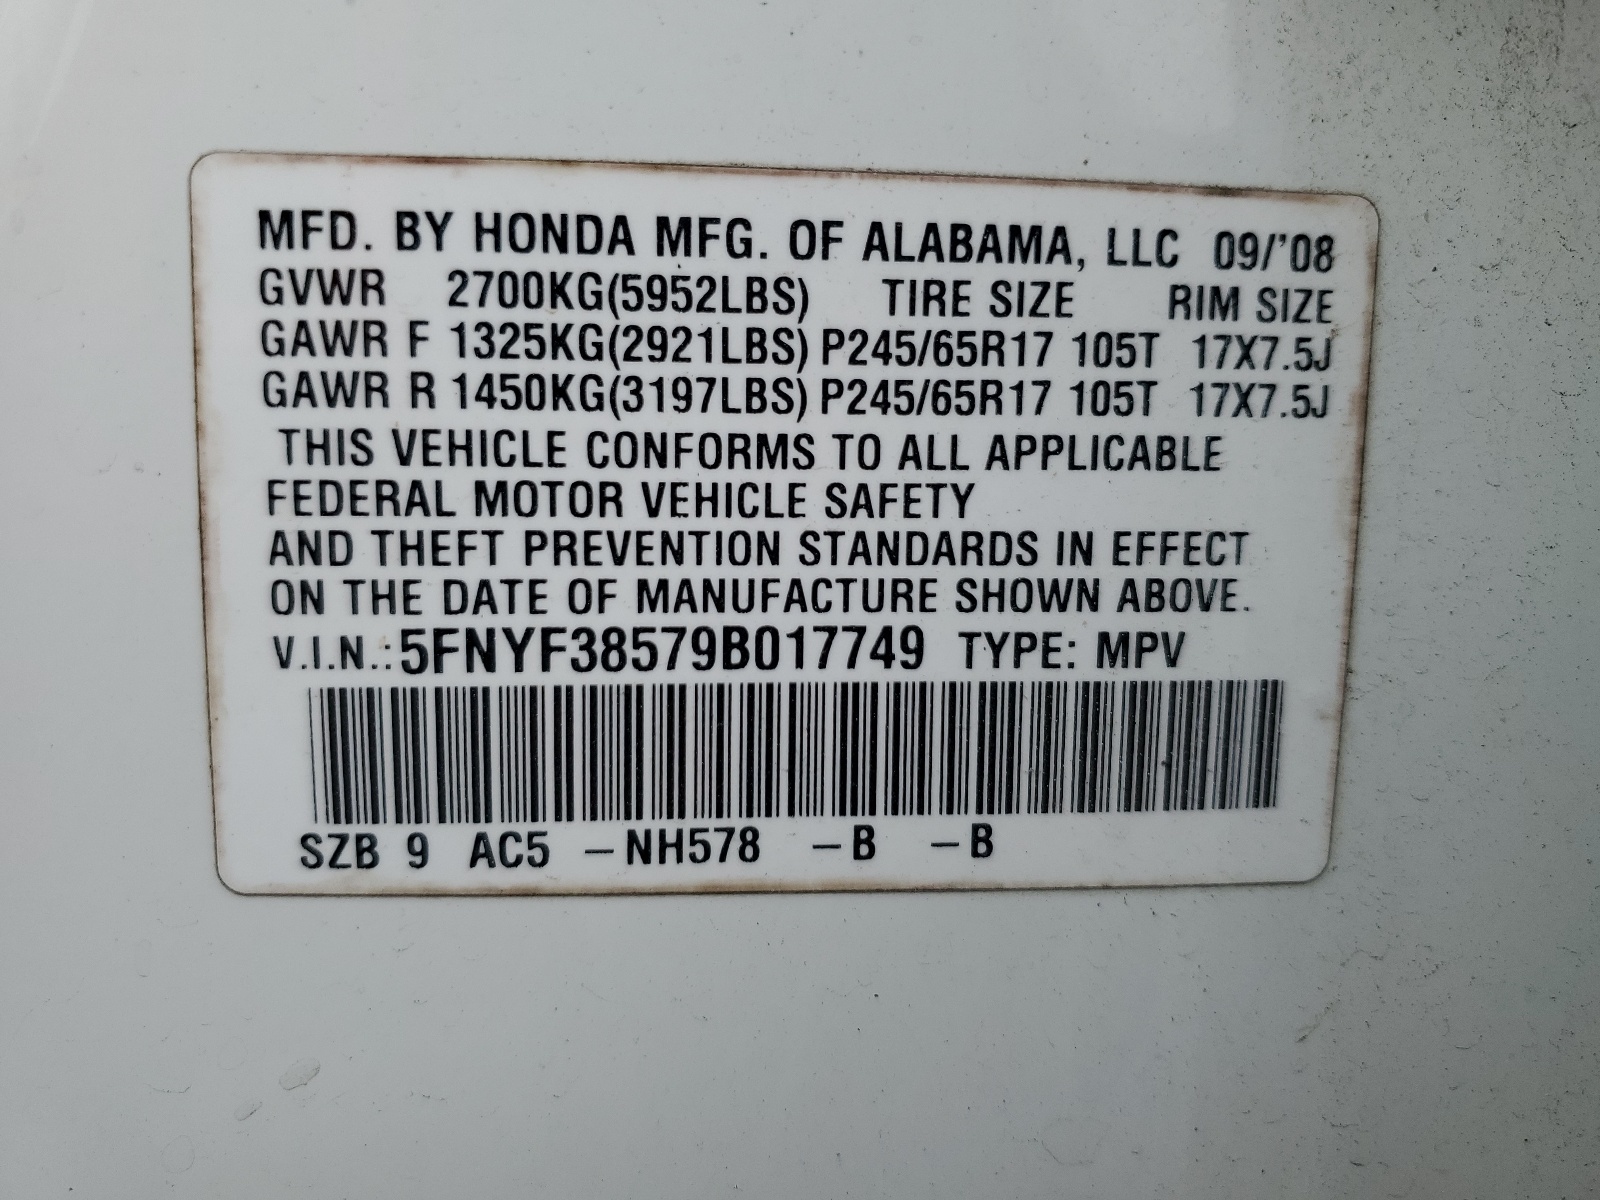 MFD. BY HONDA MFG. OF ALABAMA, LLC 09/'08
GVWR 2700KG(5952LBS) TIRE SIZE RIM SIZE
GAWR F 1325KG(2921LBS) P245/65R17 105T 17X7.5J
GAWR R 1450KG(3197LBS) P245/65R17 105T 17X7.5J
THIS VEHICLE CONFORMS TO ALL APPLICABLE
FEDERAL MOTOR VEHICLE SAFETY
AND THEFT PREVENTION STANDARDS IN EFFECT
ON THE DATE OF MANUFACTURE SHOWN ABOVE.
V.I.N.: 5FNYF38579B017749 TYPE: MPV
SZB 9 AC5 –NH578 –B –B